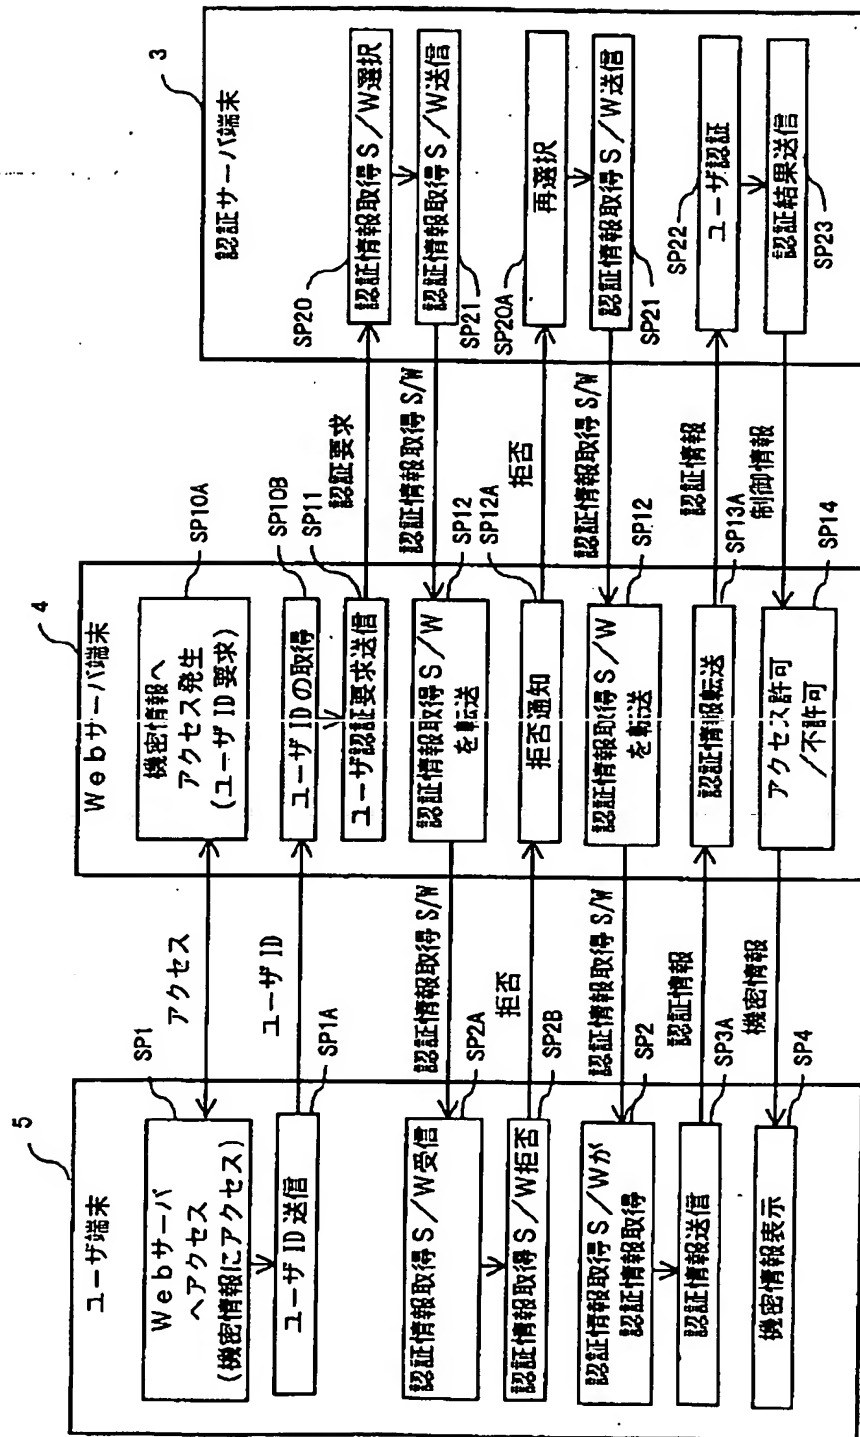 5
ユーザ端末
Webサーバ
へアクセス
(機密情報にアクセス)
SP1
ユーザID送信
SP1A
認証情報取得S/W受信
SP2A
認証情報取得S/W拒否
SP2B
認証情報取得S/Wが
認証情報取得
SP2
認証情報送信
SP3A
機密情報表示
SP4
アクセス
ユーザID
認証情報取得S/W
拒否
認証情報取得S/W
認証情報
機密情報
4
Webサーバ端末
機密情報へ
アクセス発生
(ユーザID要求)
SP10A
ユーザIDの取得
SP10B
ユーザ認証要求送信
SP11
認証情報取得S/W
を転送
SP12
拒否通知
SP12A
認証情報取得S/W
を転送
SP12
認証情報転送
SP13A
アクセス許可
/不許可
SP14
認証要求
認証情報取得S/W
拒否
認証情報取得S/W
認証情報
制御情報
3
認証サーバ端末
認証情報取得S/W選択
SP20
認証情報取得S/W送信
SP21
再選択
SP20A
認証情報取得S/W送信
SP21
ユーザ認証
SP22
認証結果送信
SP23